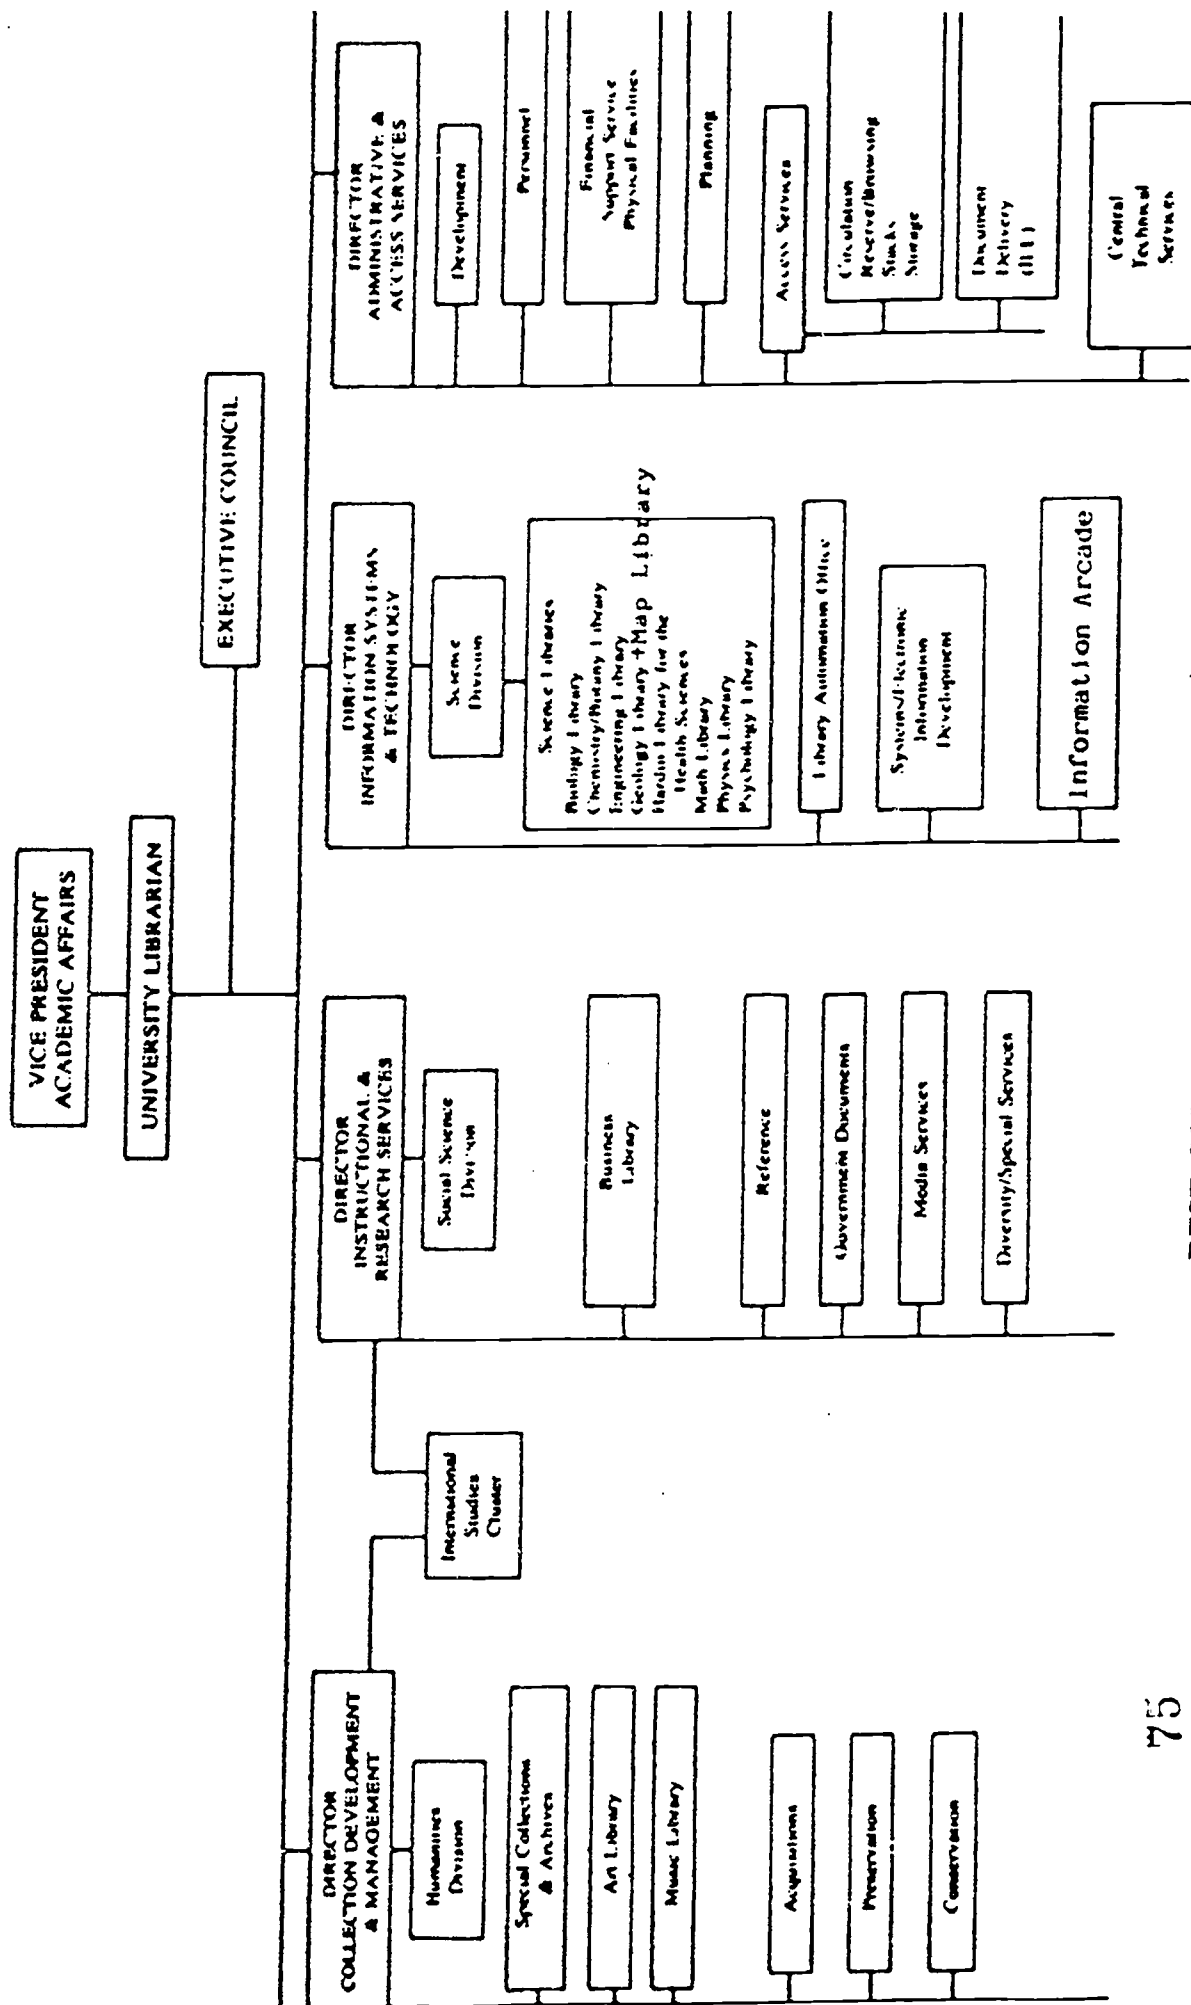 VICE PRESIDENT
ACADEMIC AFFAIRS
UNIVERSITY LIBRARIAN
EXECUTIVE COUNCIL
DIRECTOR
COLLECTION DEVELOPMENT
& MANAGEMENT
Humanities
Division
Special Collections
& Archives
Art Library
Music Library
Acquisitions
Preservation
Conservation
International
Studies
Cluster
DIRECTOR
INSTRUCTIONAL &
RESEARCH SERVICES
Social Science
Division
Business
Library
Reference
Government Documents
Media Services
Diversity/Special Services
DIRECTOR
INFORMATION SYSTEMS
& TECHNOLOGY
Science
Division
Science Libraries
Biology Library
Chemistry/Botany Library
Engineering Library
Geology Library +Map Library
Hardin Library for the
Health Sciences
Math Library
Physics Library
Psychology Library
Library Automation Office
Systems/Electronic
Information
Development
Information Arcade
DIRECTOR
ADMINISTRATIVE &
ACCESS SERVICES
Development
Personnel
Financial
Support Service
Physical Facilities
Planning
Access Services
Circulation
Reserve/Browsing
Stacks
Storage
Document
Delivery
(ILL)
Central
Technical
Services
75